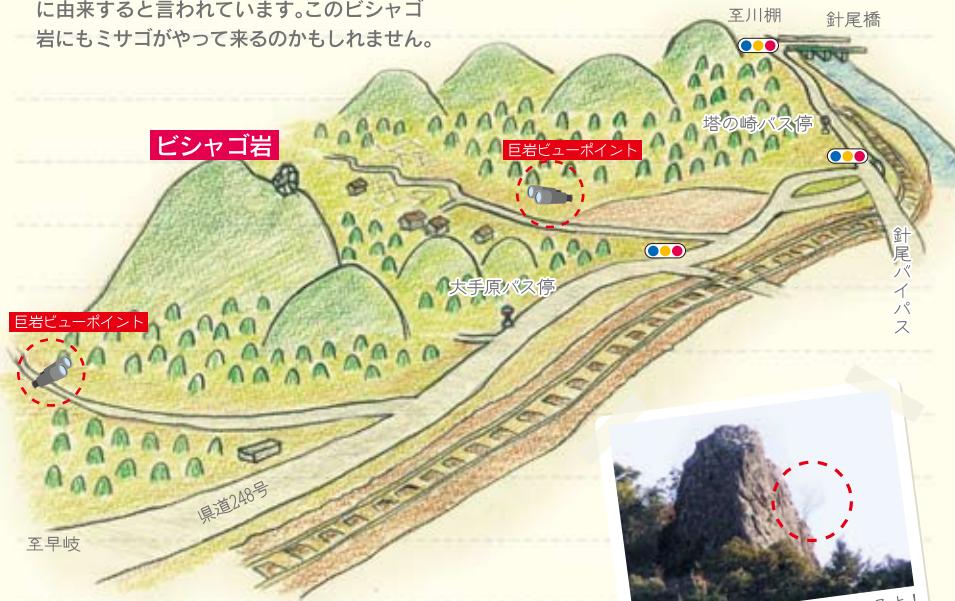 に由来すると言われています。このビシャゴ
岩にもミサゴがやって来るのかもしれません。
至川棚
針尾橋
塔の崎バス停
ビシャゴ岩
巨岩ビューポイント
針尾バイパス
大手原バス停
巨岩ビューポイント
県道248号
至早岐